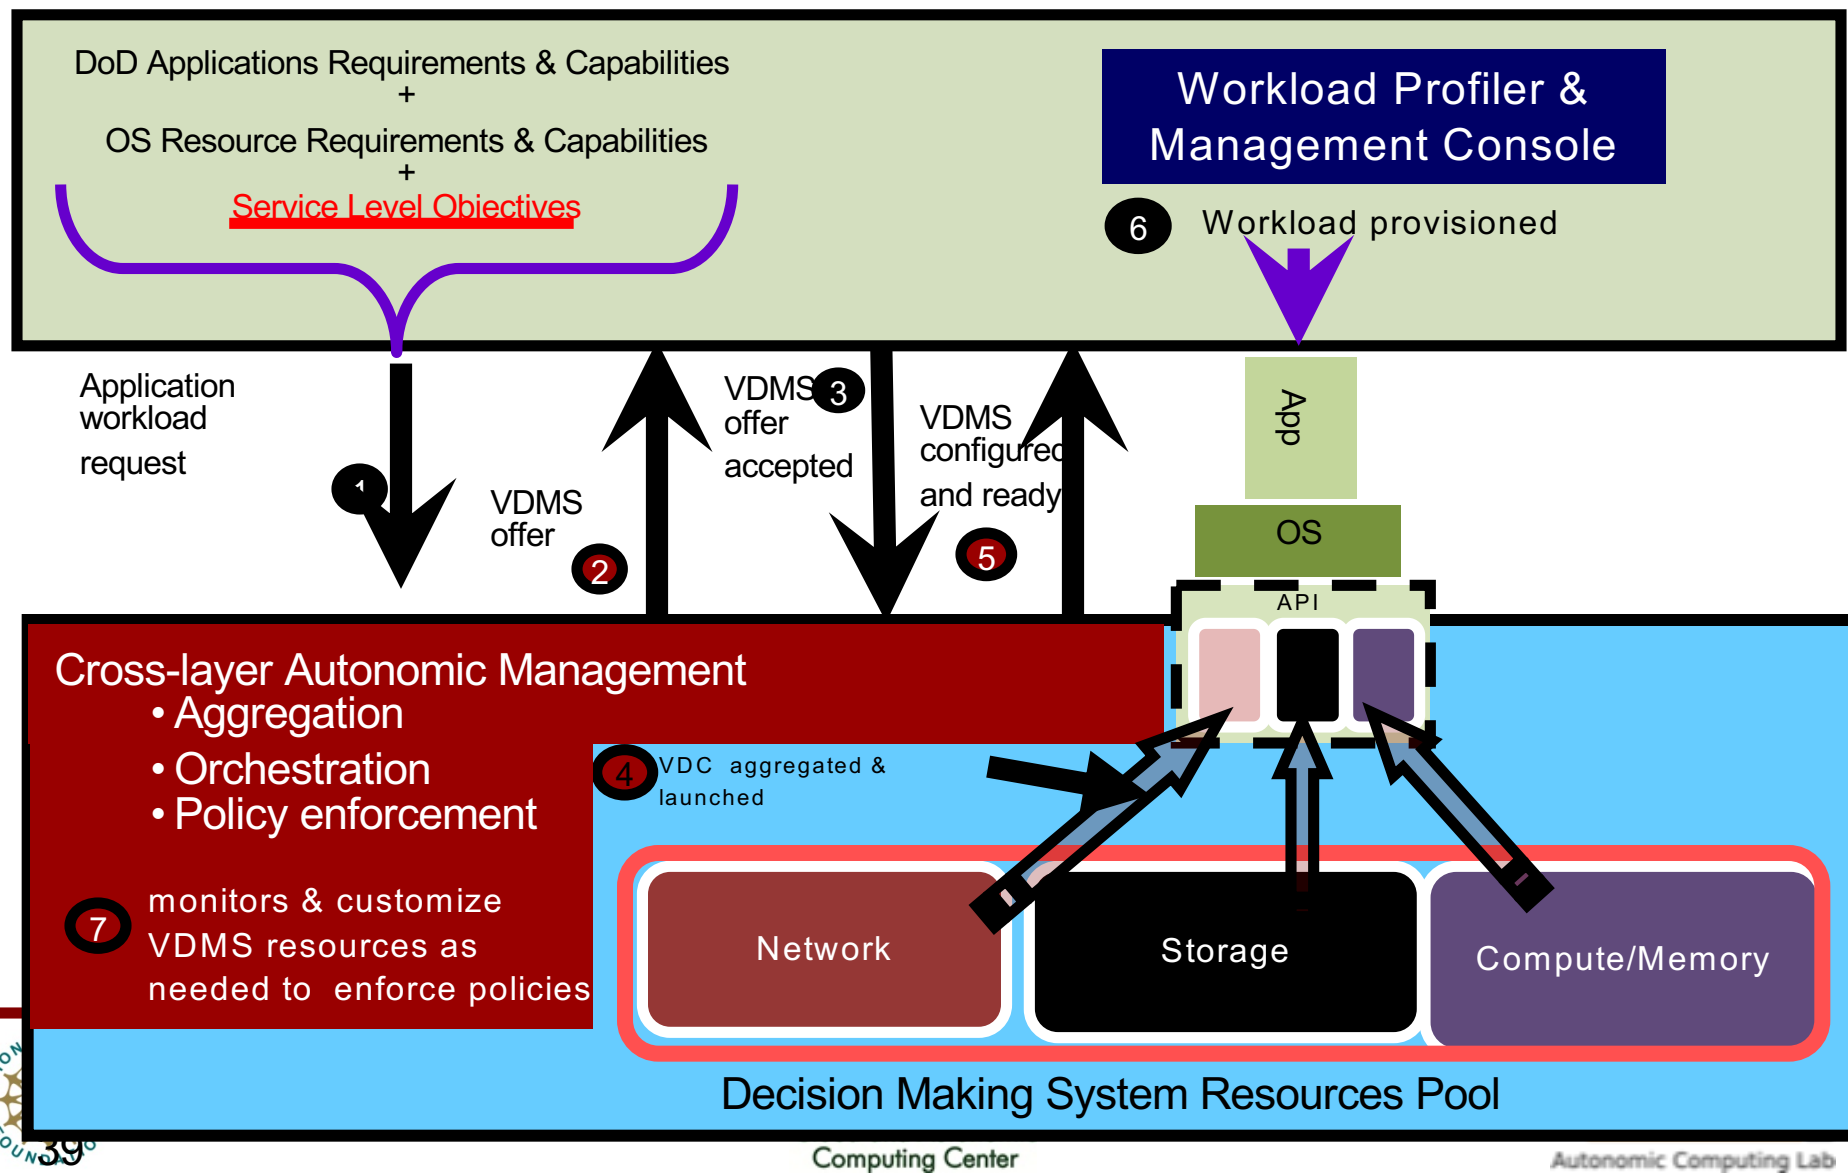 DoD Applications Requirements & Capabilities
+
OS Resource Requirements & Capabilities
+
Service Level Objectives
Workload Profiler &
Management Console
6 Workload provisioned
Application
workload
request
1
VDMS
offer
2
VDMS
offer
accepted
3
VDMS
configured
and ready
5
App
OS
API
Cross-layer Autonomic Management
• Aggregation
• Orchestration
• Policy enforcement
4 VDC aggregated &
launched
7 monitors & customize
VDMS resources as
needed to enforce policies
Network
Storage
Compute/Memory
Decision Making System Resources Pool
39
Computing Center
Autonomic Computing Lab